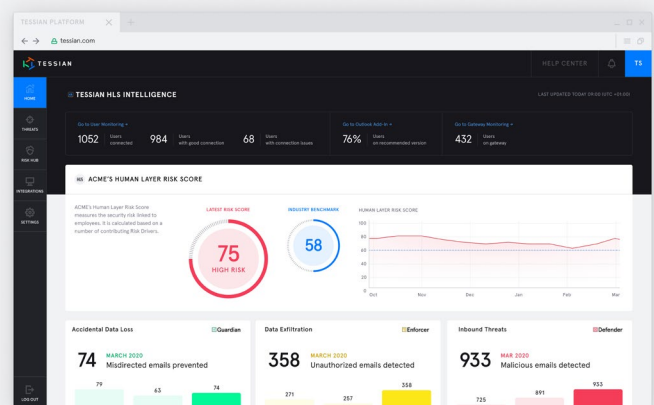 TESSIAN PLATFORM
tessian.com
TESSIAN
HELP CENTER
TS
HOME
TESSIAN HLS INTELLIGENCE
LAST UPDATED TODAY 09:00 (UTC +01:00)
Go to User Monitoring
Go to Outlook Add-in
Go to Gateway Monitoring
1052 Users connected
984 Users with good connection
68 Users with connection issues
76% Users on recommended version
432 Users on gateway
THREATS
RISK HUB
INTEGRATIONS
SETTINGS
LOG OUT
ACME'S HUMAN LAYER RISK SCORE
ACME's Human Layer Risk Score
measures the security risk linked to
employees. It is calculated based on a
number of contributing Risk Drivers.
LATEST RISK SCORE
75
HIGH RISK
INDUSTRY BENCHMARK
58
HUMAN LAYER RISK SCORE
100
80
60
40
20
0
Oct Nov Dec Jan Feb Mar
Accidental Data Loss
Guardian
74
MARCH 2020
Misdirected emails prevented
79
63
74
Data Exfiltration
Enforcer
358
MARCH 2020
Unauthorized emails detected
271
257
358
Inbound Threats
Defender
933
MAR 2020
Malicious emails detected
725
891
933